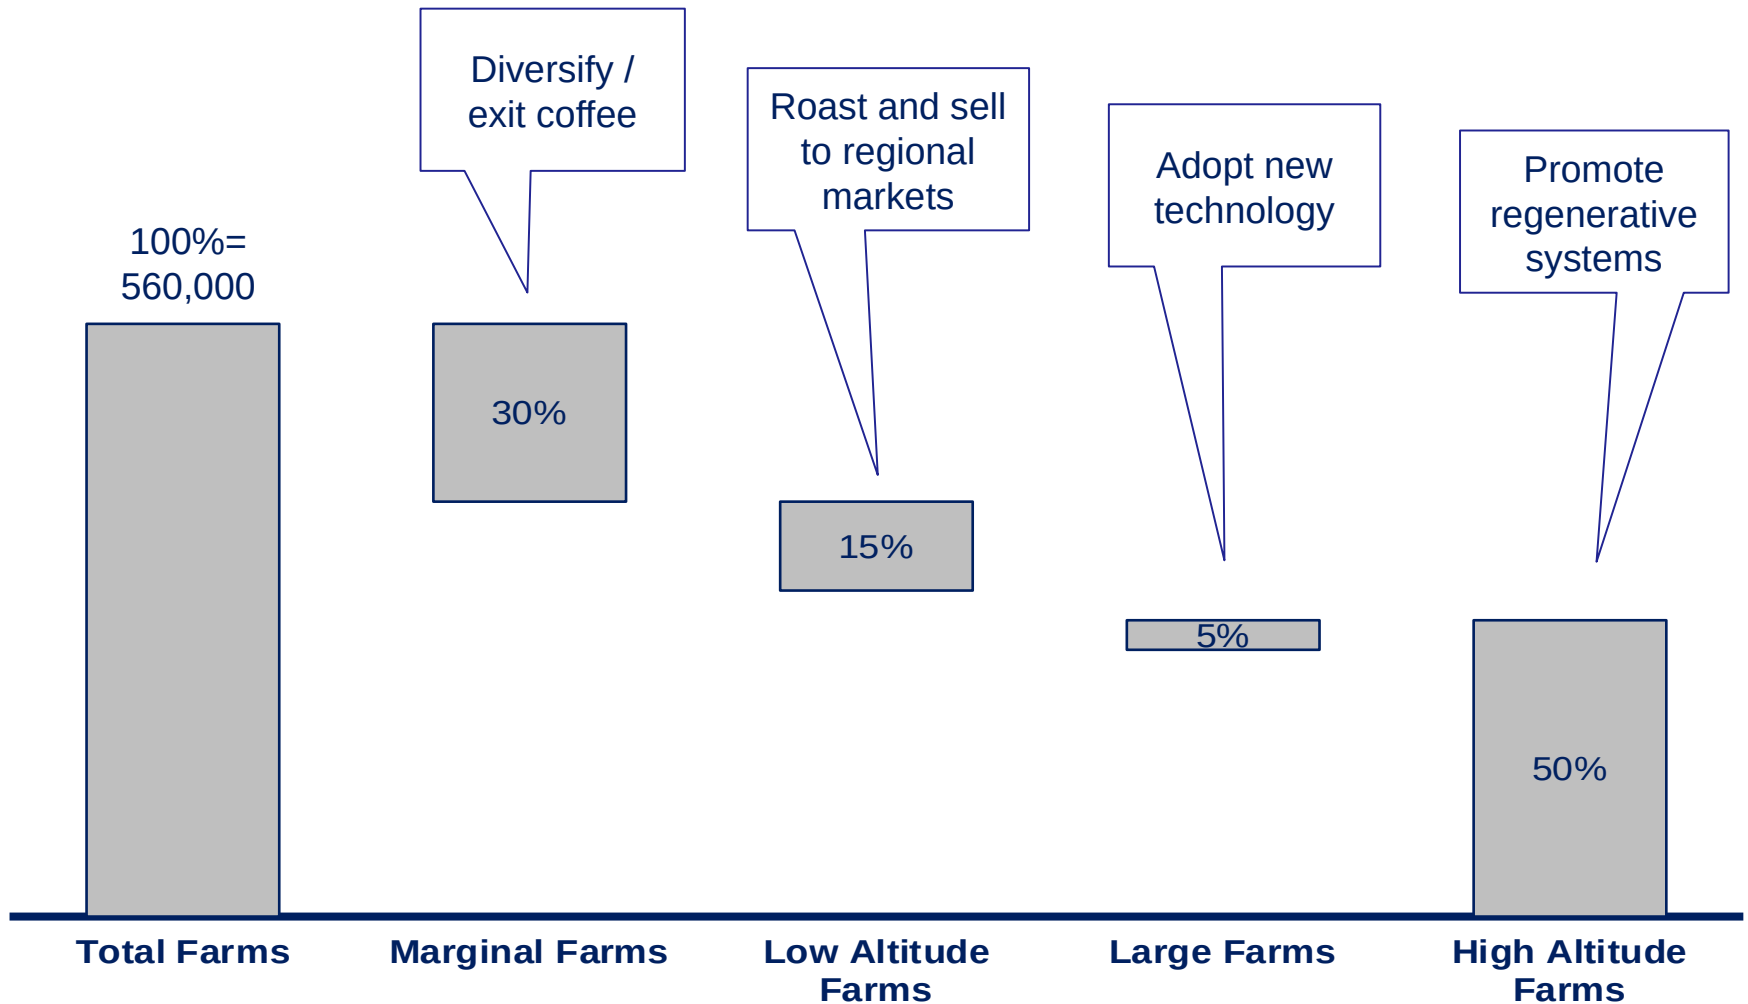 Diversify /
exit coffee
Roast and sell
to regional
markets
Adopt new
technology
Promote
regenerative
systems
100%=
560,000
30%
15%
5%
50%
Total Farms
Marginal Farms
Low Altitude
Farms
Large Farms
High Altitude
Farms